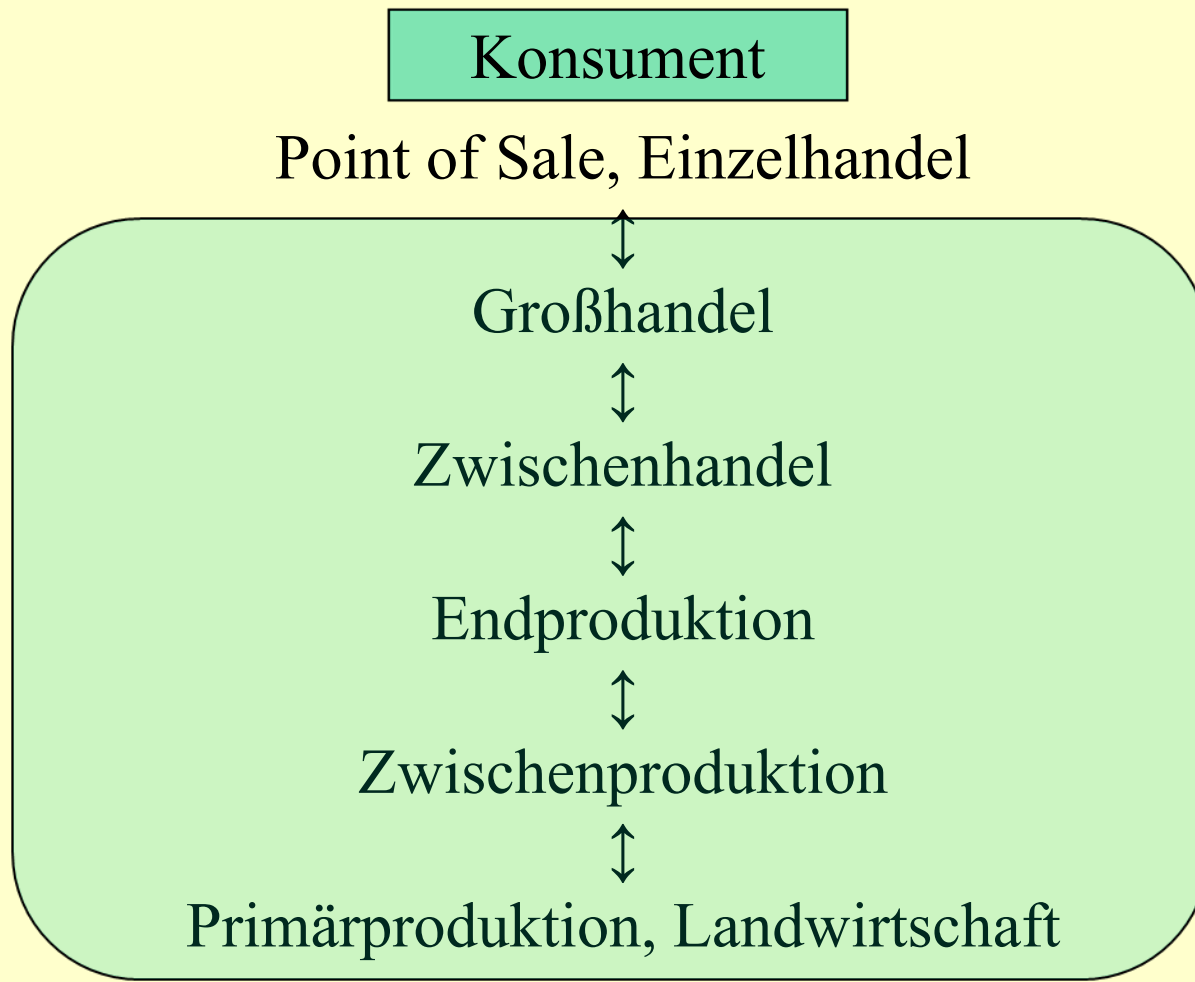 Konsument
Point of Sale, Einzelhandel
↕
Großhandel
↕
Zwischenhandel
↕
Endproduktion
↕
Zwischenproduktion
↕
Primärproduktion, Landwirtschaft